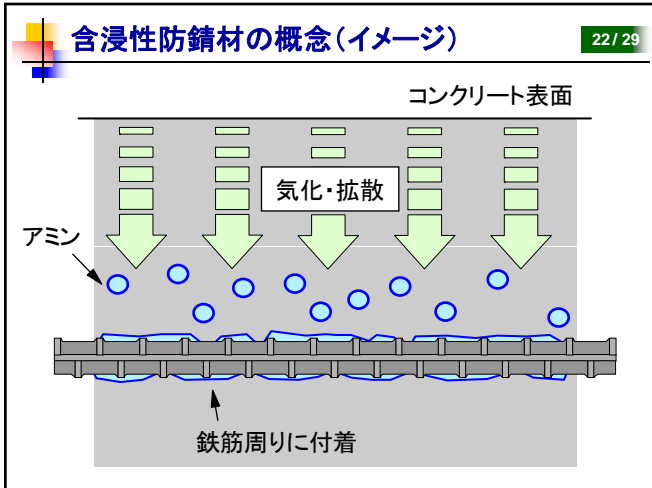 含浸性防錆材の概念(イメージ)
22 / 29
コンクリート表面
気化・拡散
アミン
鉄筋周りに付着